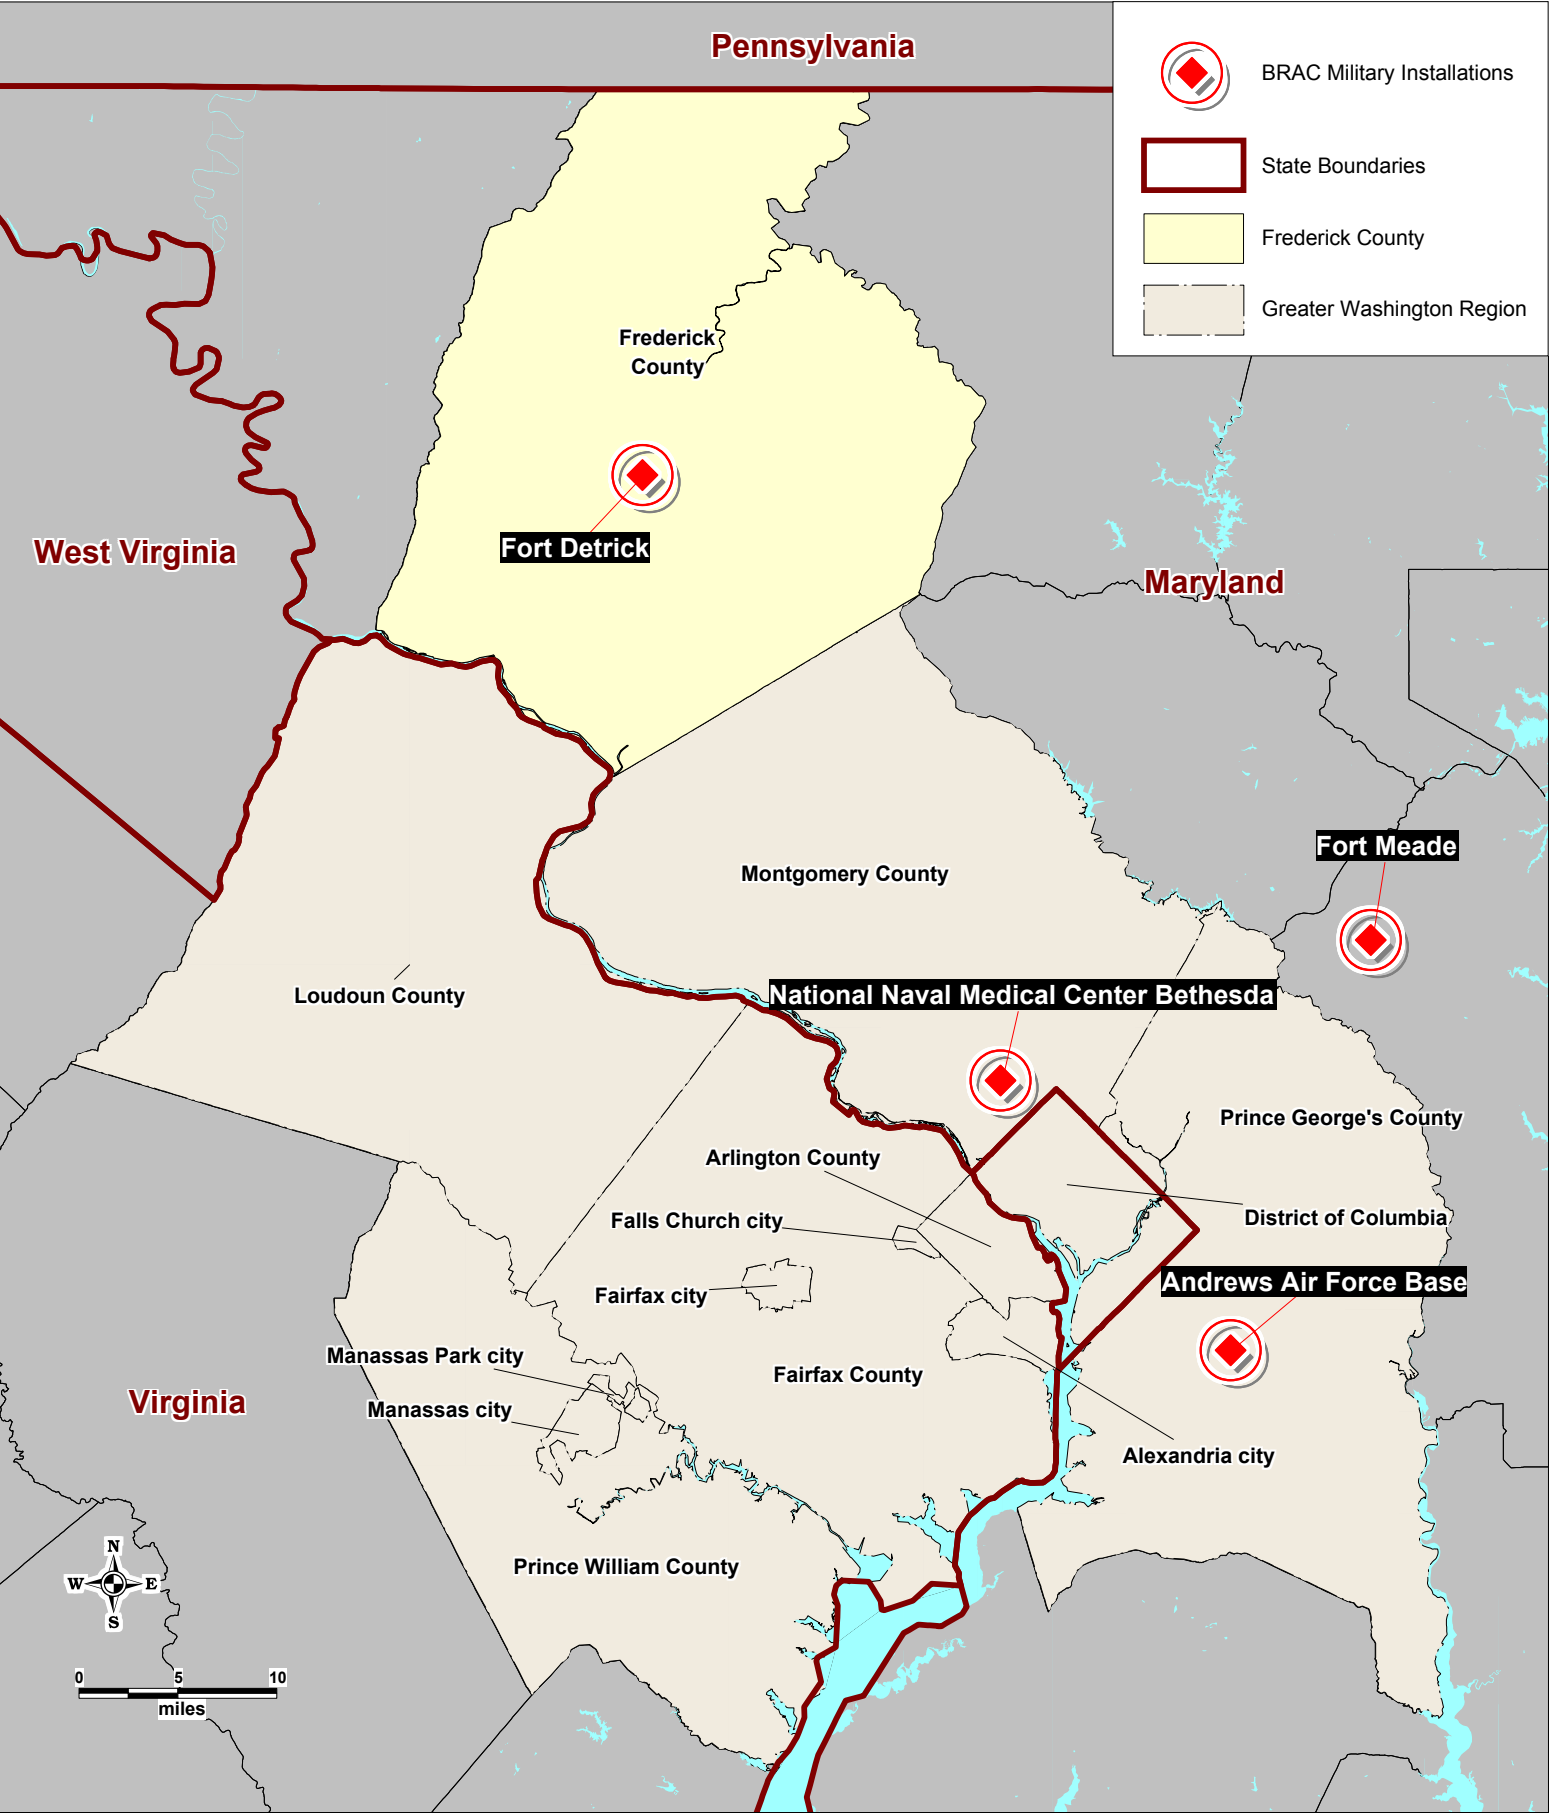 Pennsylvania
BRAC Military Installations
State Boundaries
Frederick County
Greater Washington Region
Frederick
County
Fort Detrick
West Virginia
Maryland
Fort Meade
Montgomery County
Loudoun County
National Naval Medical Center Bethesda
Prince George's County
Arlington County
Falls Church city
District of Columbia
Andrews Air Force Base
Fairfax city
Manassas Park city
Fairfax County
Virginia
Manassas city
Alexandria city
Prince William County
N
W E
S
0 5 10
miles